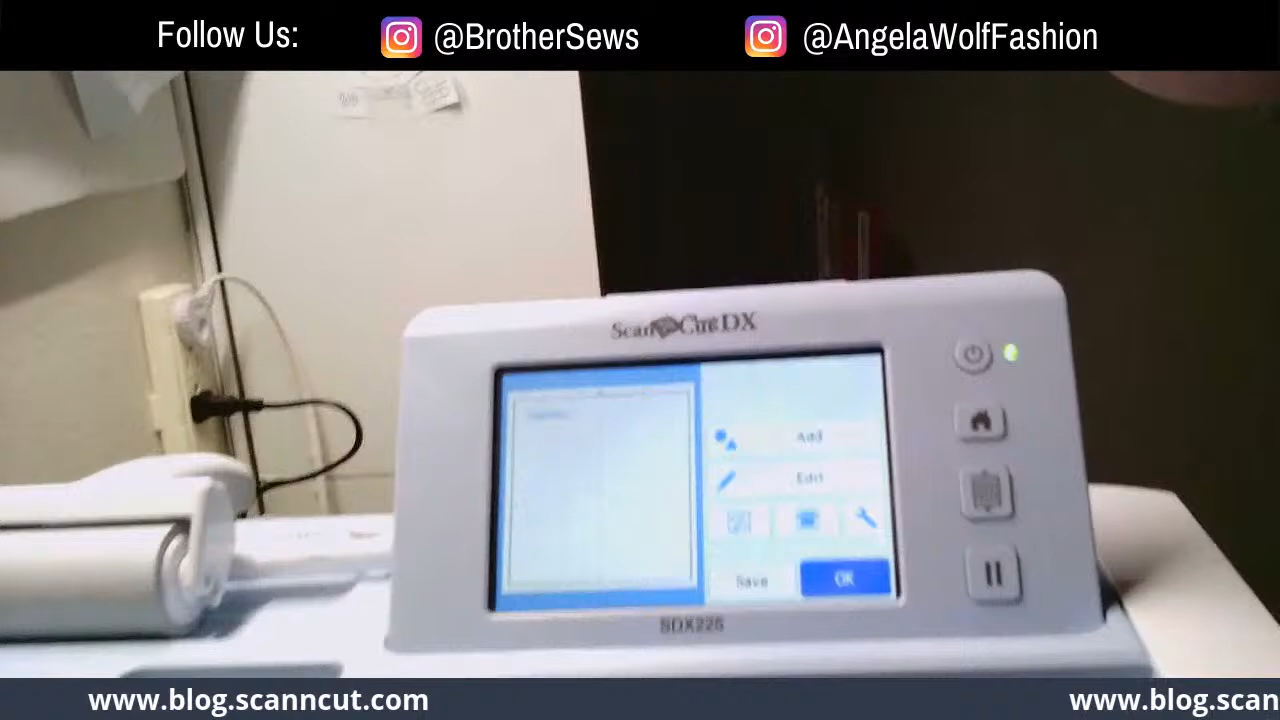 Follow Us: @BrotherSews @AngelaWolfFashion
ScanNCut DX
Add
Edit
Save OK
SDX225
www.blog.scanncut.com www.blog.scan